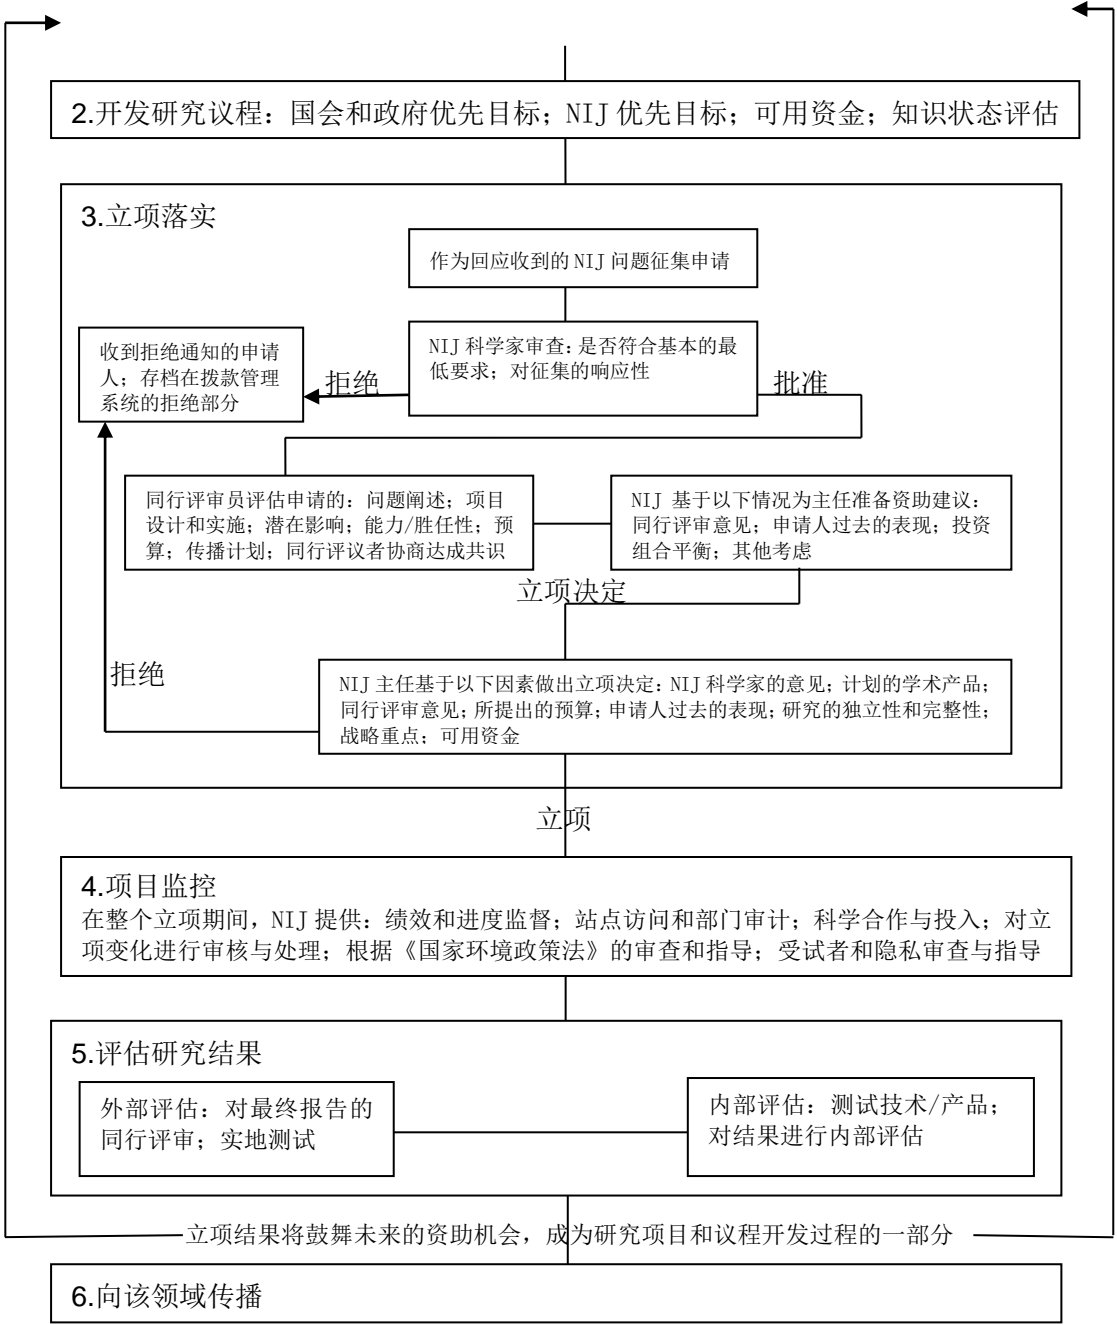 2.开发研究议程：国会和政府优先目标；NIJ 优先目标；可用资金；知识状态评估
3.立项落实
作为回应收到的 NIJ 问题征集申请
收到拒绝通知的申请
人；存档在拨款管理
系统的拒绝部分
NIJ 科学家审查：是否符合基本的最
低要求；对征集的响应性
拒绝
批准
同行评审员评估申请的：问题阐述；项目
设计和实施；潜在影响；能力/胜任性；预
算；传播计划；同行评议者协商达成共识
NIJ 基于以下情况为主任准备资助建议：
同行评审意见；申请人过去的表现；投资
组合平衡；其他考虑
立项决定
拒绝
NIJ 主任基于以下因素做出立项决定：NIJ 科学家的意见；计划的学术产品；
同行评审意见；所提出的预算；申请人过去的表现；研究的独立性和完整性；
战略重点；可用资金
立项
4.项目监控
在整个立项期间，NIJ 提供：绩效和进度监督；站点访问和部门审计；科学合作与投入；对立
项变化进行审核与处理；根据《国家环境政策法》的审查和指导；受试者和隐私审查与指导
5.评估研究结果
外部评估：对最终报告的
同行评审；实地测试
内部评估：测试技术/产品；
对结果进行内部评估
立项结果将鼓舞未来的资助机会，成为研究项目和议程开发过程的一部分
6.向该领域传播